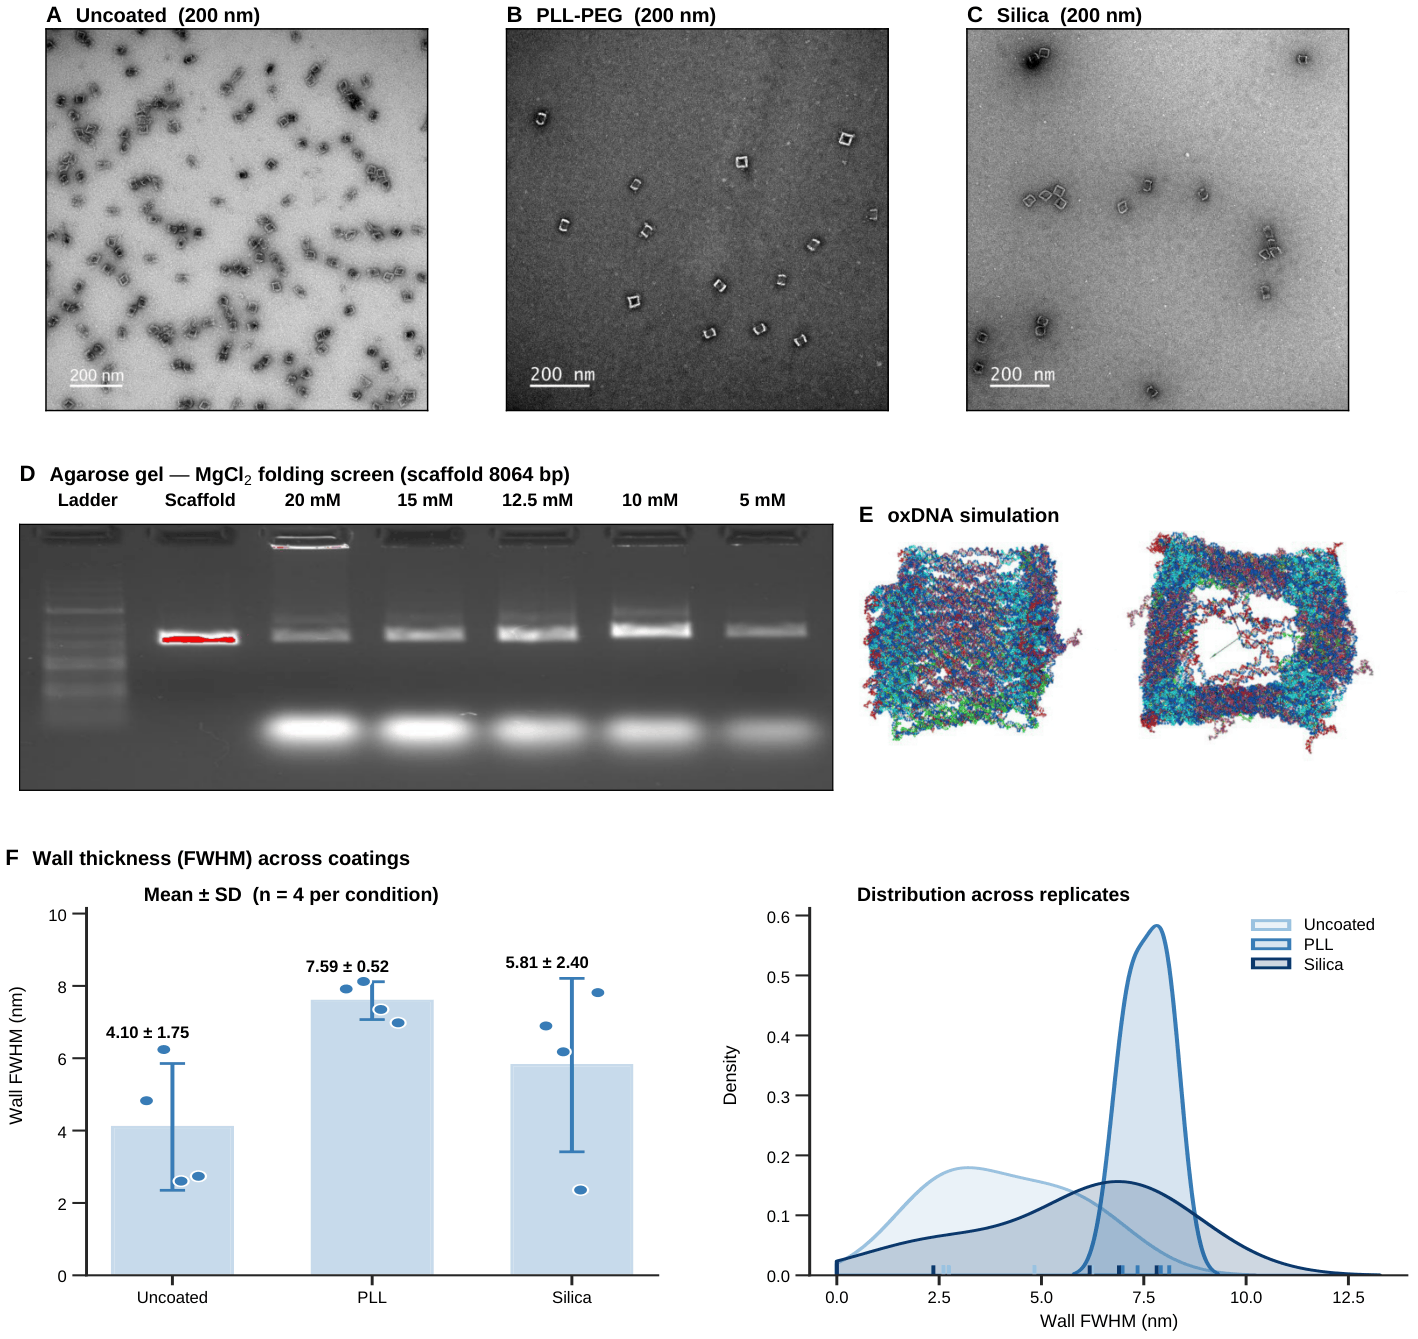 A Uncoated (200 nm)
B PLL-PEG (200 nm)
C Silica (200 nm)
200 nm
200 nm
200 nm
D Agarose gel — MgCl₂ folding screen (scaffold 8064 bp)
Ladder Scaffold 20 mM 15 mM 12.5 mM 10 mM 5 mM
E oxDNA simulation
F Wall thickness (FWHM) across coatings
Mean ± SD (n = 4 per condition)
Wall FWHM (nm)
10
8
6
4
2
0
4.10 ± 1.75
7.59 ± 0.52
5.81 ± 2.40
Uncoated PLL Silica
Distribution across replicates
Density
0.6
0.5
0.4
0.3
0.2
0.1
0.0
Uncoated
PLL
Silica
0.0 2.5 5.0 7.5 10.0 12.5
Wall FWHM (nm)